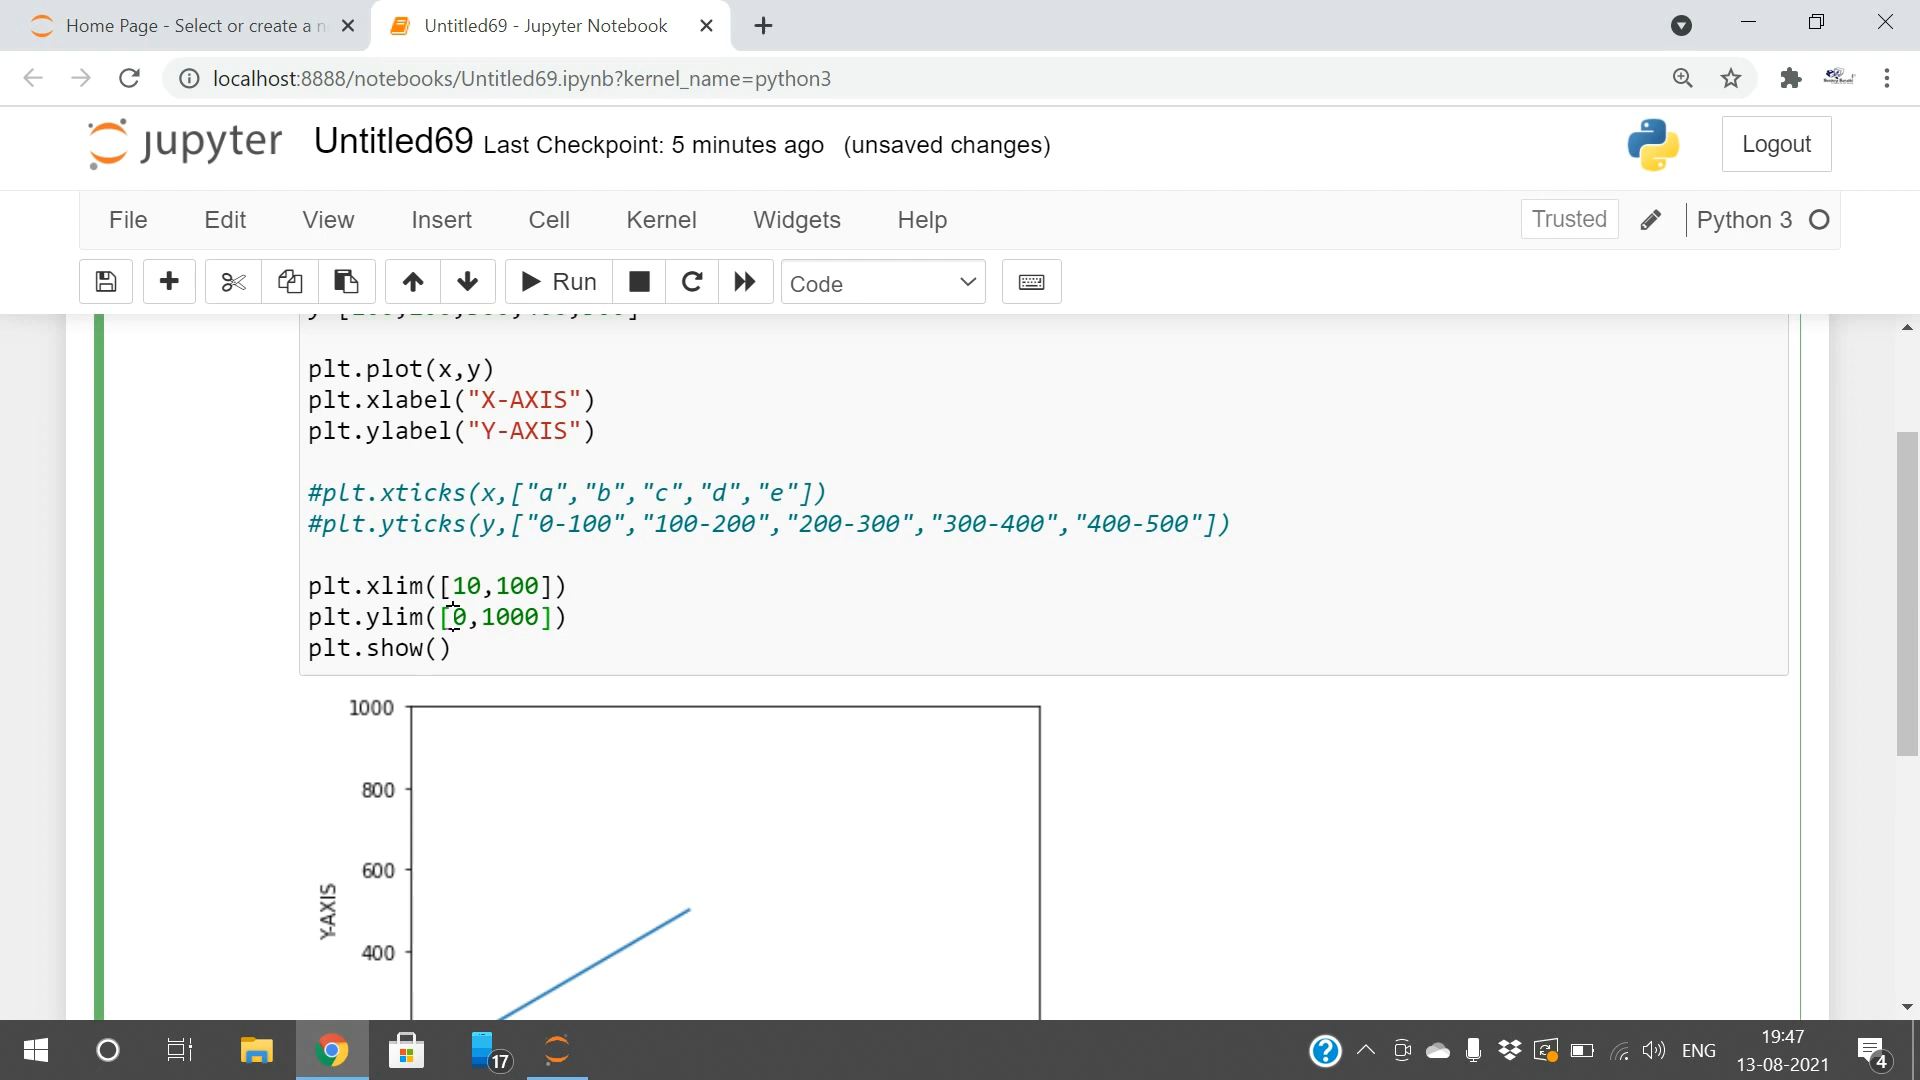 Home Page - Select or create a n
Untitled69 - Jupyter Notebook
localhost:8888/notebooks/Untitled69.ipynb?kernel_name=python3
jupyter Untitled69 Last Checkpoint: 5 minutes ago (unsaved changes)
Logout
File Edit View Insert Cell Kernel Widgets Help
Trusted Python 3
Run Code
plt.plot(x,y)
plt.xlabel("X-AXIS")
plt.ylabel("Y-AXIS")
#plt.xticks(x,["a","b","c","d","e"])
#plt.yticks(y,["0-100","100-200","200-300","300-400","400-500"])
plt.xlim([10,100])
plt.ylim([0,1000])
plt.show()
1000
800
600
400
Y-AXIS
17
ENG
19:47
13-08-2021
4